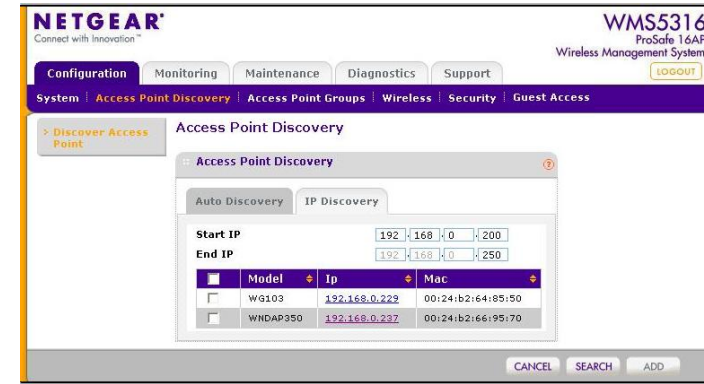 NETGEAR®
Connect with Innovation™
WMS5316
ProSafe 16AP
Wireless Management System
LOGOUT
Configuration Monitoring Maintenance Diagnostics Support
System Access Point Discovery Access Point Groups Wireless Security Guest Access
> Discover Access Point
Access Point Discovery
Access Point Discovery ?
Auto Discovery IP Discovery
Start IP 192 . 168 . 0 . 200
End IP 192 . 168 . 0 . 250
Model Ip Mac
WG103 192.168.0.229 00:24:b2:64:85:50
WNDAP350 192.168.0.237 00:24:b2:66:95:70
CANCEL SEARCH ADD